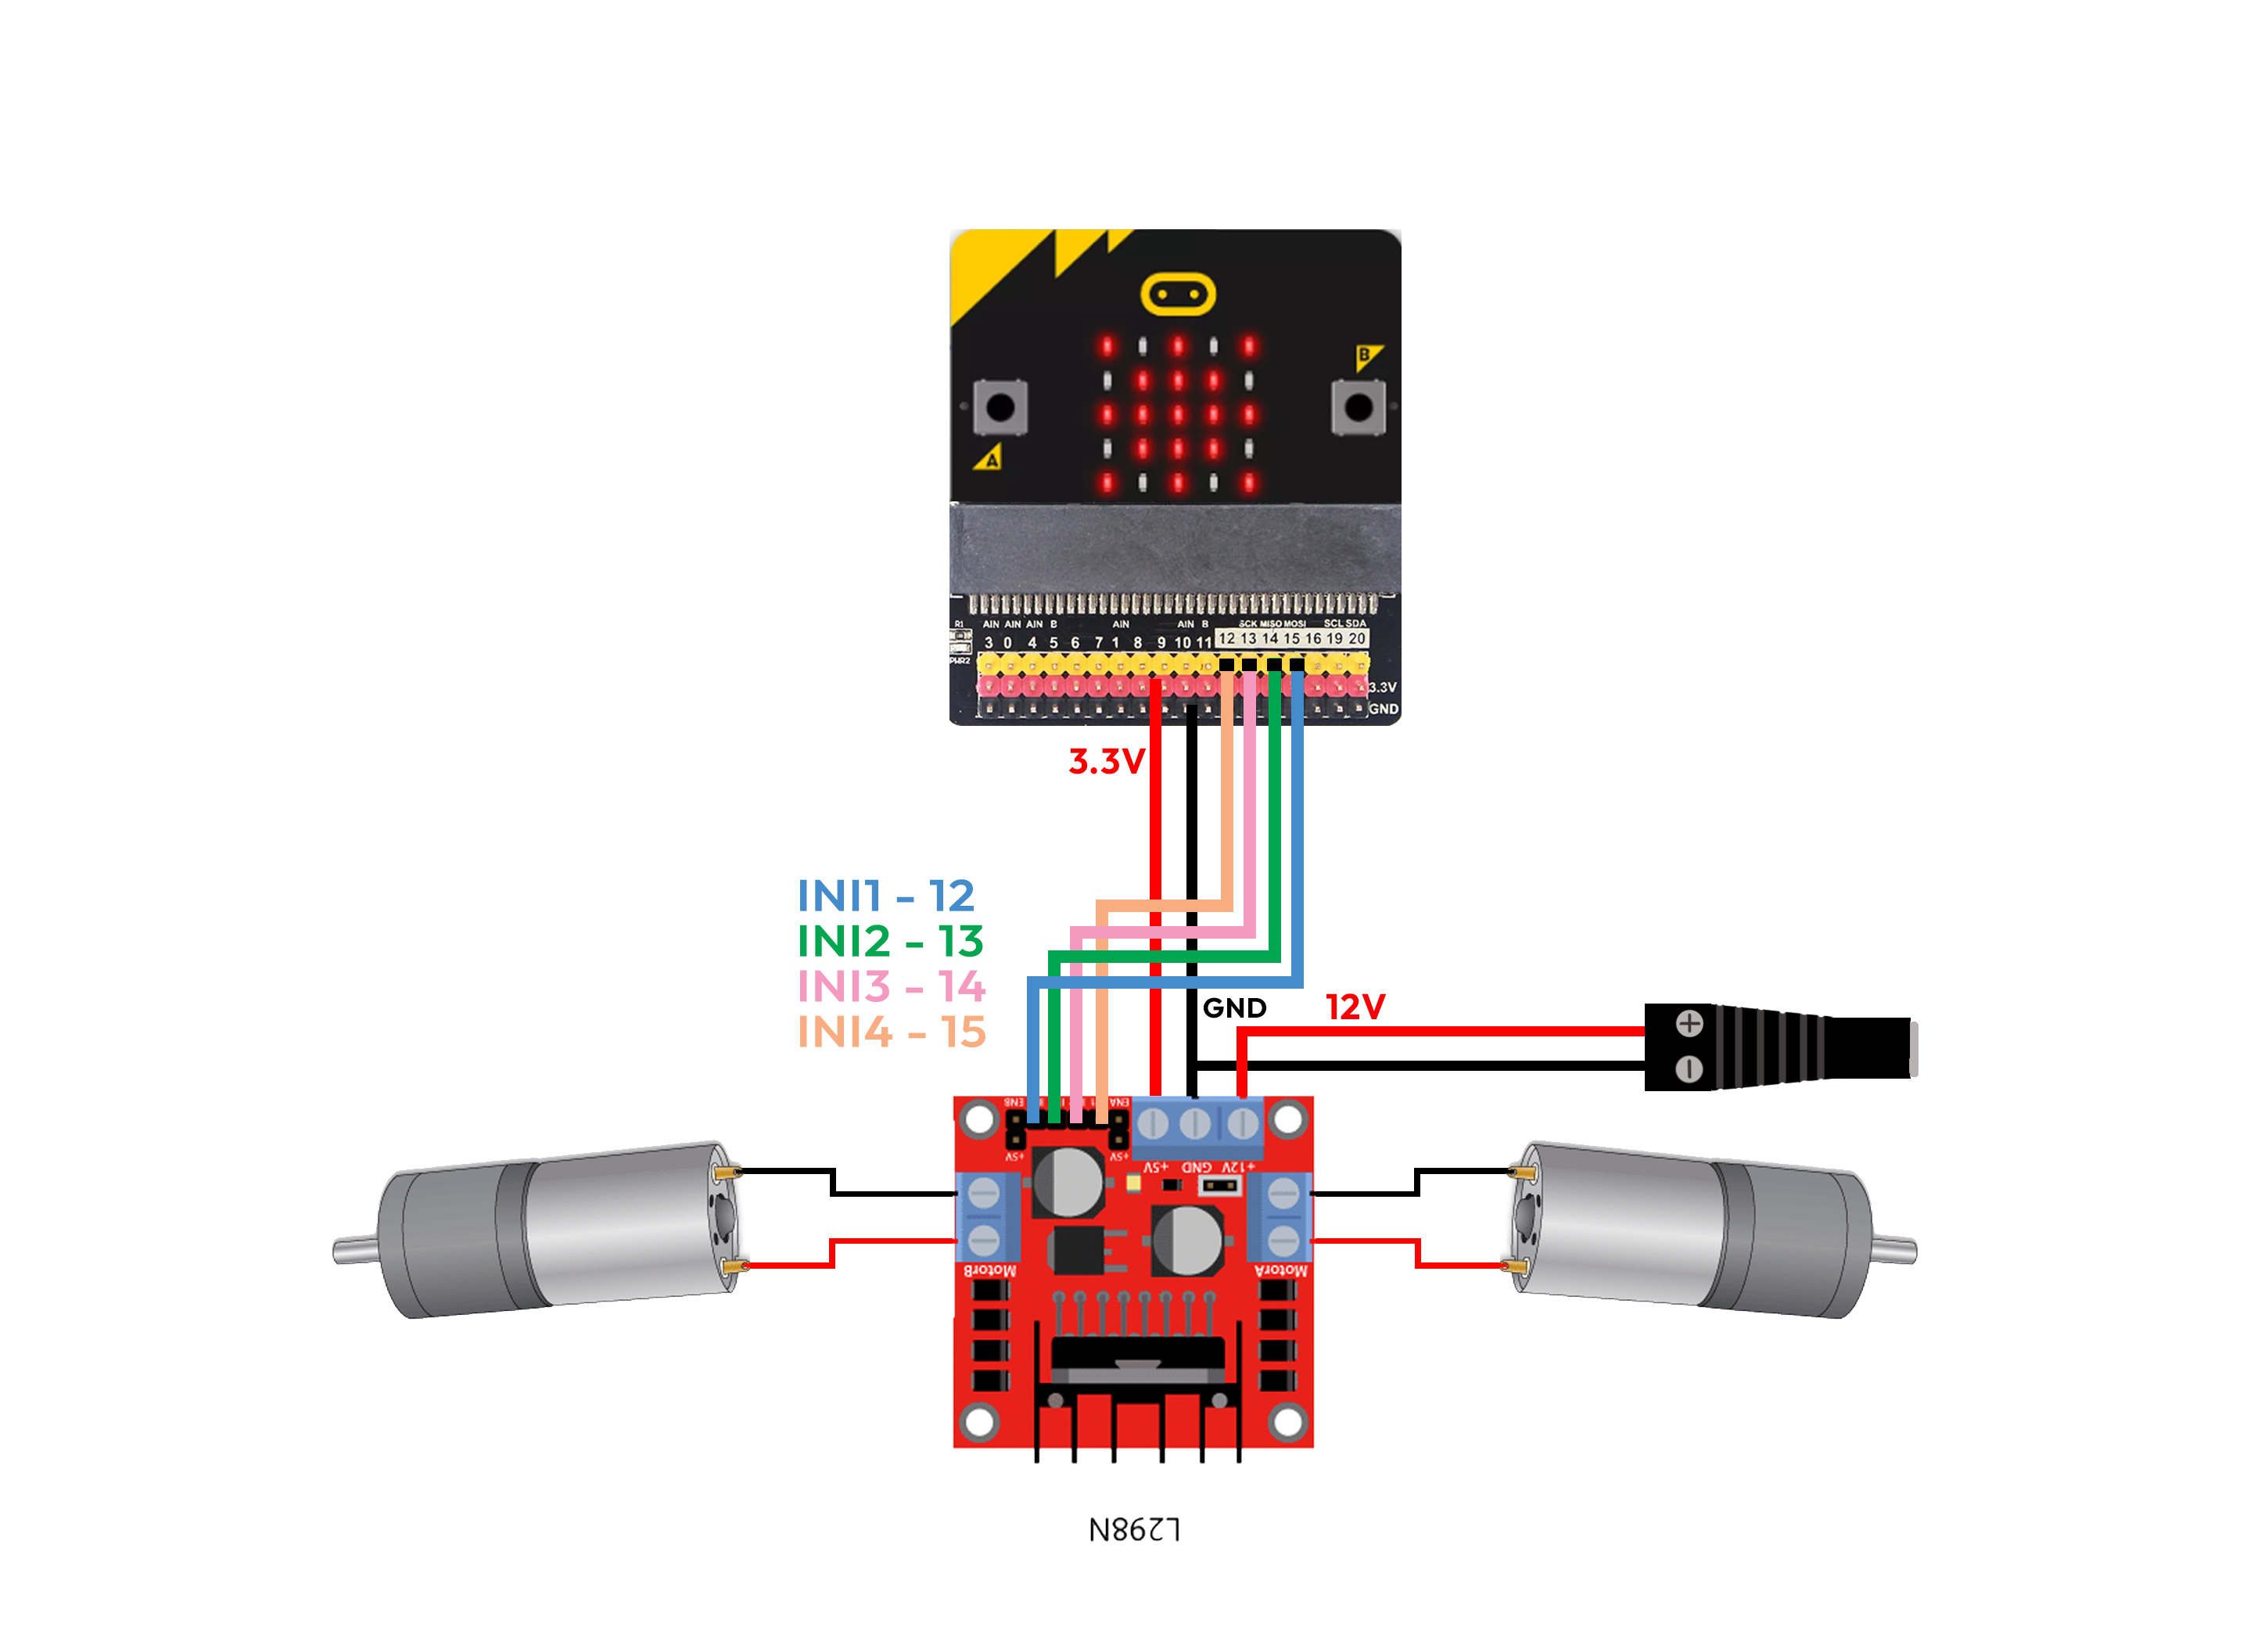 B
A
R1
AIN AIN AIN B AIN AIN B SCK MISO MOSI SCL SDA
3 0 4 5 6 7 1 8 9 10 11 12 13 14 15 16 19 20
PWR2
3.3V
GND
3.3V
INI1 - 12
INI2 - 13
INI3 - 14
INI4 - 15
GND
12V
ENB
ENA
+5V
+5V
+5V GND +12V
MotorB
MotorA
L298N